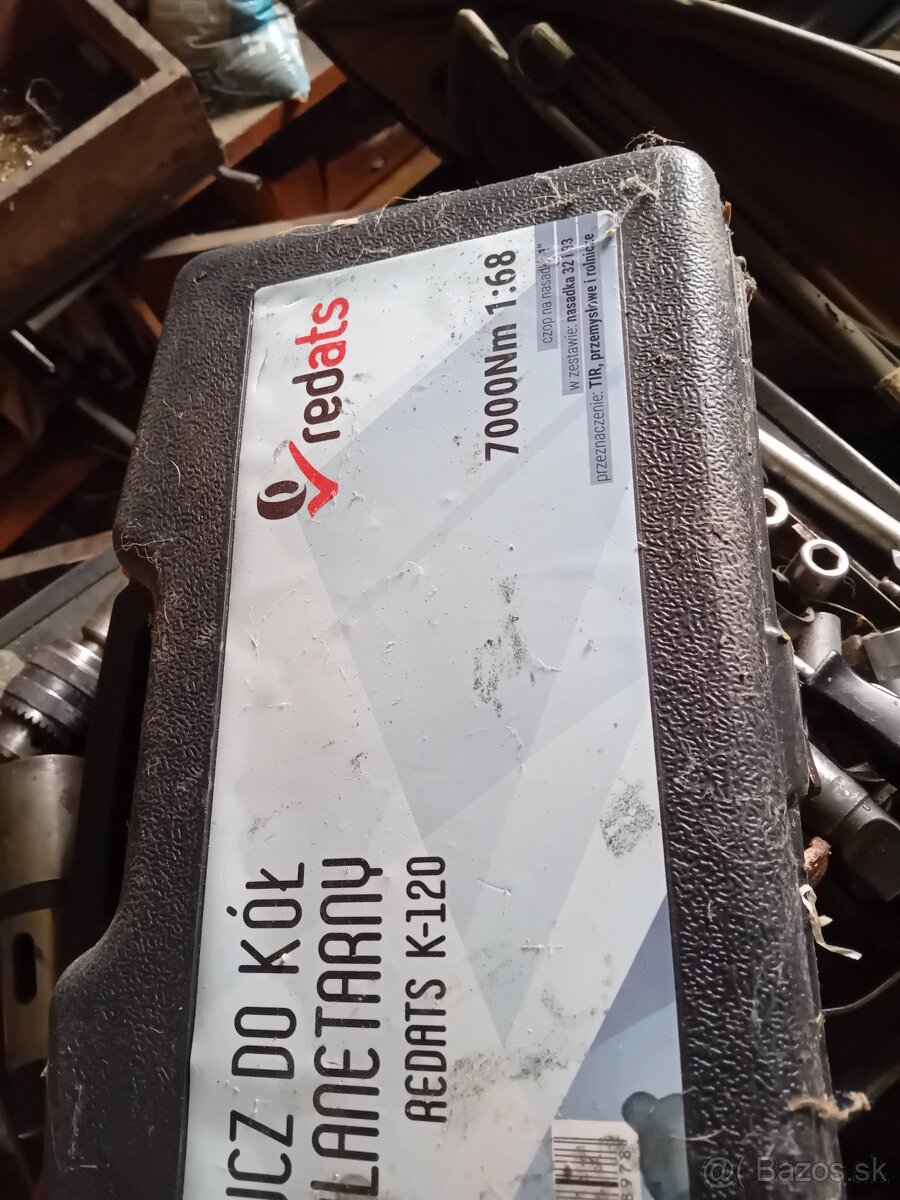 redats
7000Nm 1:68
czop na nasadki 1"
w zestawie: nasadka 32 i 33
przeznaczenie: TIR, przemysłowe i rolnicze
UCZ DO KÓŁ
LANETARNY
REDATS K-120
@( Bazos.sk